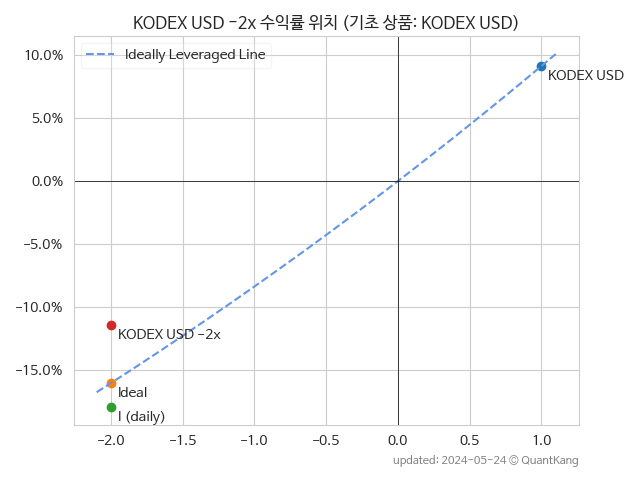 KODEX USD -2x 수익률 위치 (기초 상품: KODEX USD)
10.0%
5.0%
0.0%
-5.0%
-10.0%
-15.0%
Ideally Leveraged Line
KODEX USD
KODEX USD -2x
Ideal
I (daily)
-2.0 -1.5 -1.0 -0.5 0.0 0.5 1.0
updated: 2024-05-24 © QuantKang